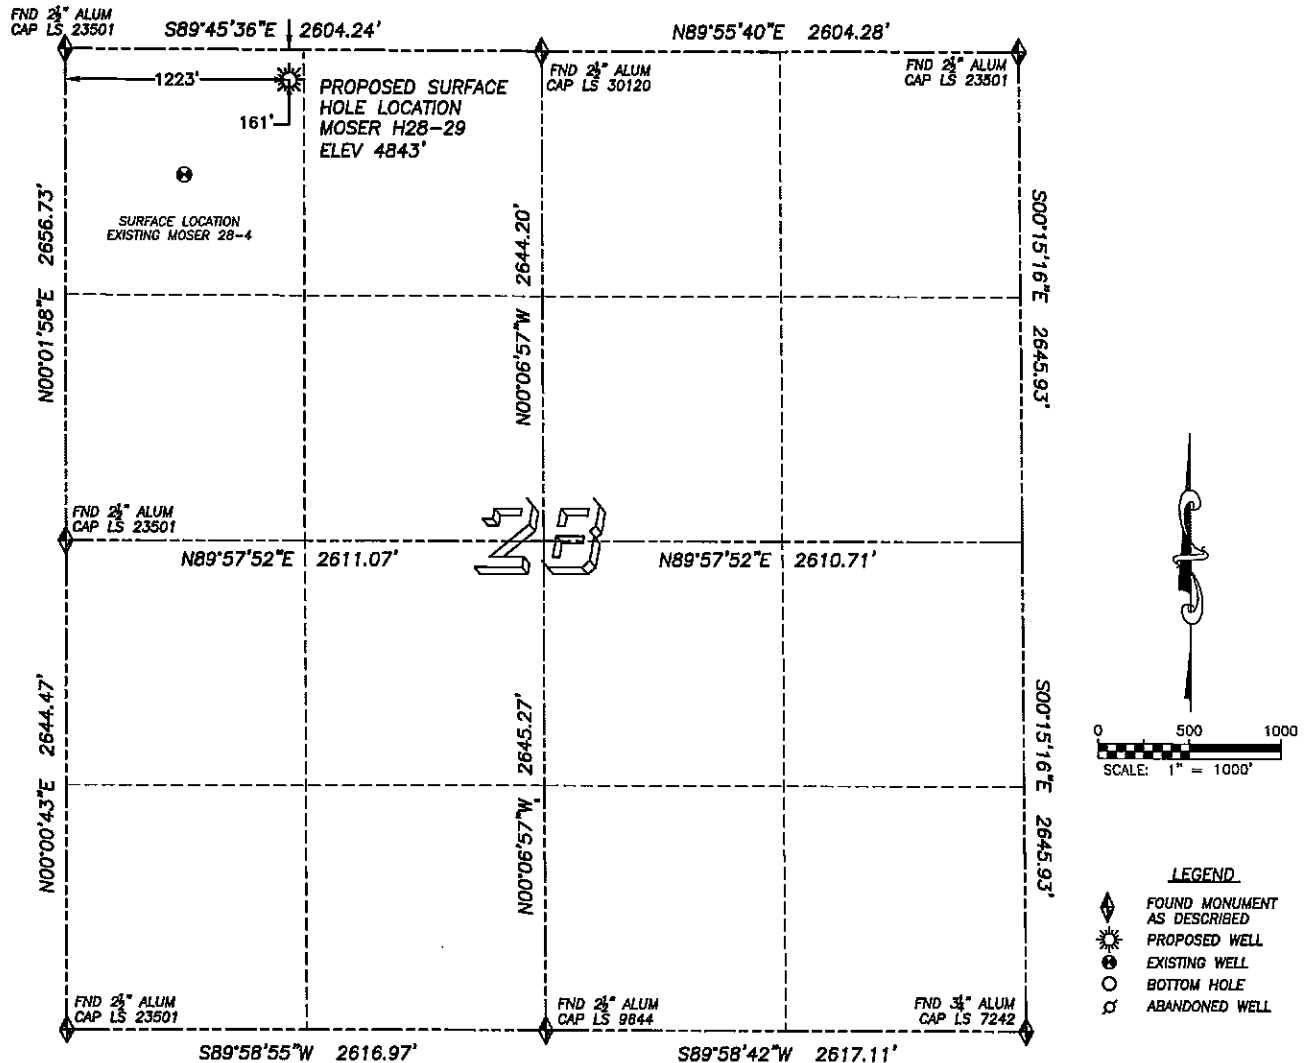 FND 2½" ALUM
CAP LS 23501
S89°45'36"E 2604.24'
N89°55'40"E 2604.28'
FND 2½" ALUM
CAP LS 30120
FND 2½" ALUM
CAP LS 23501
1223'
161'
PROPOSED SURFACE
HOLE LOCATION
MOSER H28-29
ELEV 4843'
SURFACE LOCATION
EXISTING MOSER 28-4
N00°01'58"E 2656.73'
N00°06'57"W 2644.20'
S00°15'16"E 2645.93'
FND 2½" ALUM
CAP LS 23501
28
N89°57'52"E 2611.07'
N89°57'52"E 2610.71'
N00°00'43"E 2644.47'
N00°06'57"W 2645.27'
S00°15'16"E 2645.93'
0 500 1000
SCALE: 1" = 1000'
LEGEND
FOUND MONUMENT
AS DESCRIBED
PROPOSED WELL
EXISTING WELL
BOTTOM HOLE
ABANDONED WELL
FND 2½" ALUM
CAP LS 23501
FND 2½" ALUM
CAP LS 9644
FND 3¼" ALUM
CAP LS 7242
S89°58'55"W 2616.97'
S89°58'42"W 2617.11'